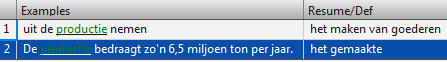 Examples Resume/Def
1 uit de productie nemen het maken van goederen
2 De productie bedraagt zo'n 6,5 miljoen ton per jaar. het gemaakte